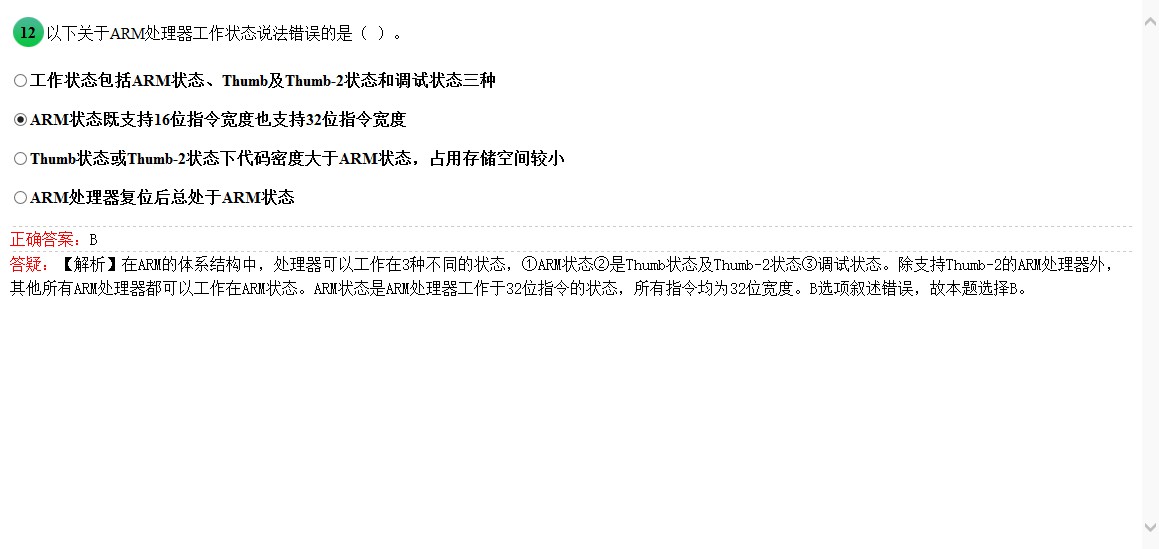 12 以下关于ARM处理器工作状态说法错误的是（ ）。
工作状态包括ARM状态、Thumb及Thumb-2状态和调试状态三种
ARM状态既支持16位指令宽度也支持32位指令宽度
Thumb状态或Thumb-2状态下代码密度大于ARM状态，占用存储空间较小
ARM处理器复位后总处于ARM状态
正确答案：B
答疑：【解析】在ARM的体系结构中，处理器可以工作在3种不同的状态，①ARM状态②是Thumb状态及Thumb-2状态③调试状态。除支持Thumb-2的ARM处理器外，
其他所有ARM处理器都可以工作在ARM状态。ARM状态是ARM处理器工作于32位指令的状态，所有指令均为32位宽度。B选项叙述错误，故本题选择B。